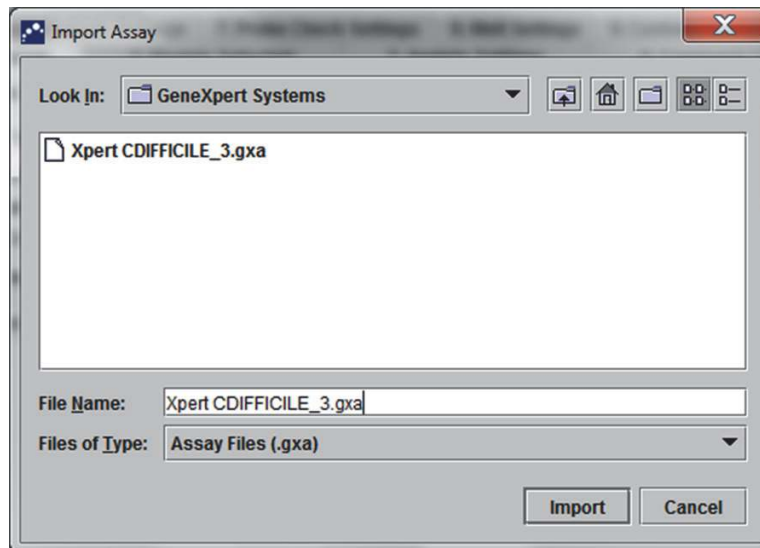 Import Assay
Look In: GeneXpert Systems
Xpert CDIFFICILE_3.gxa
File Name: Xpert CDIFFICILE_3.gxa
Files of Type: Assay Files (.gxa)
Import Cancel